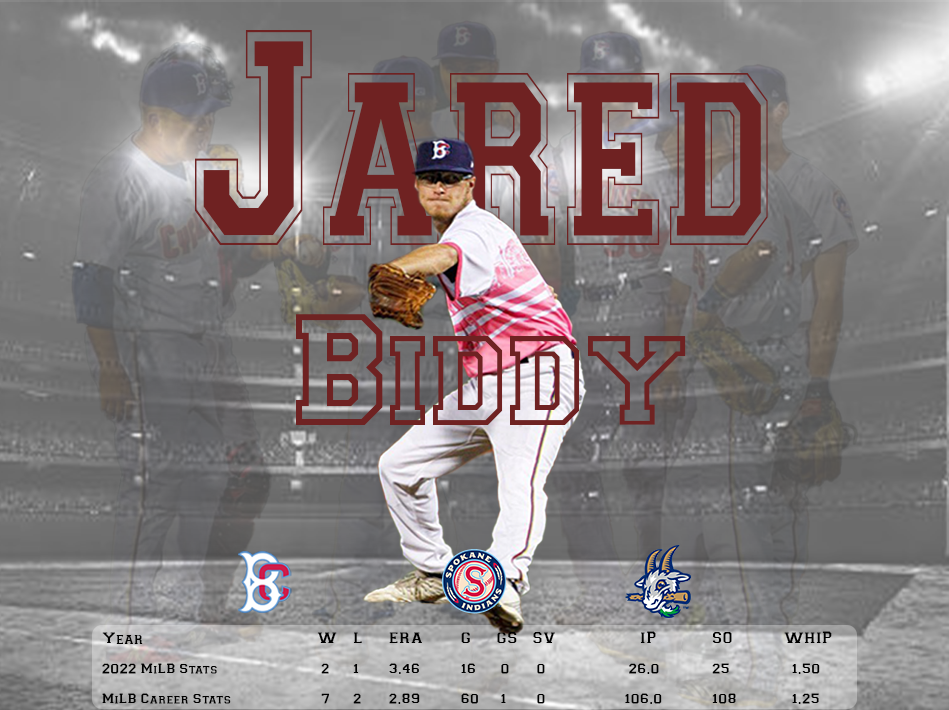 JARED
BIDDY
SPOKANE
INDIANS
YEAR W L ERA G GS SV IP SO WHIP
2022 MILB STATS 2 1 3.46 16 0 0 26.0 25 1.50
MILB CAREER STATS 7 2 2.89 60 1 0 106.0 108 1.25